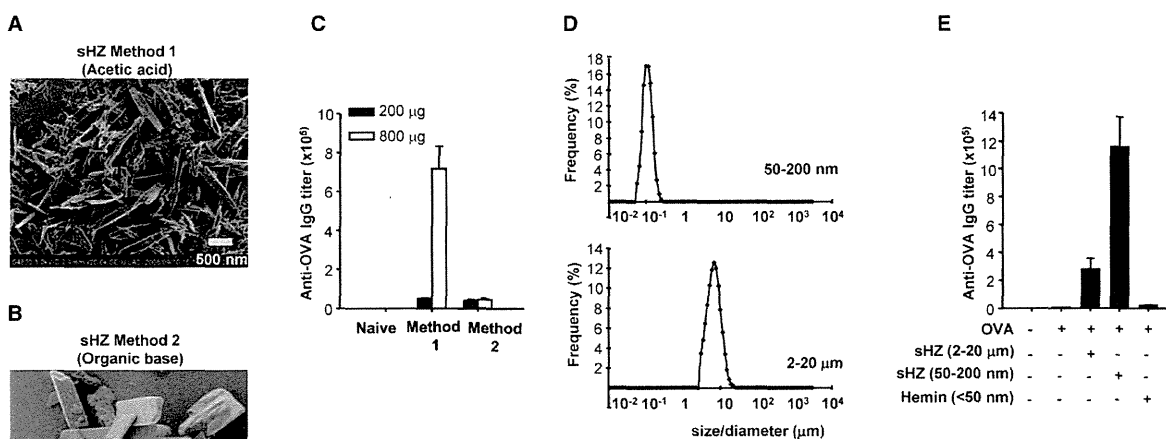 A
sHZ Method 1
(Acetic acid)
500 nm
B
sHZ Method 2
(Organic base)
C
200 µg
800 µg
Anti-OVA IgG titer (x10⁵)
10
8
6
4
2
0
Naive
Method 1
Method 2
D
Frequency (%)
18
16
14
12
10
8
6
4
2
50-200 nm
10⁻² 10⁻¹ 1 10 10² 10³ 10⁴
Frequency (%)
14
12
10
8
6
4
2
2-20 µm
10⁻² 10⁻¹ 1 10 10² 10³ 10⁴
size/diameter (µm)
E
Anti-OVA IgG titer (x10⁵)
14
12
10
8
6
4
2
0
OVA - + + + +
sHZ (2-20 µm) - - + - -
sHZ (50-200 nm) - - - + -
Hemin (<50 nm) - - - - +